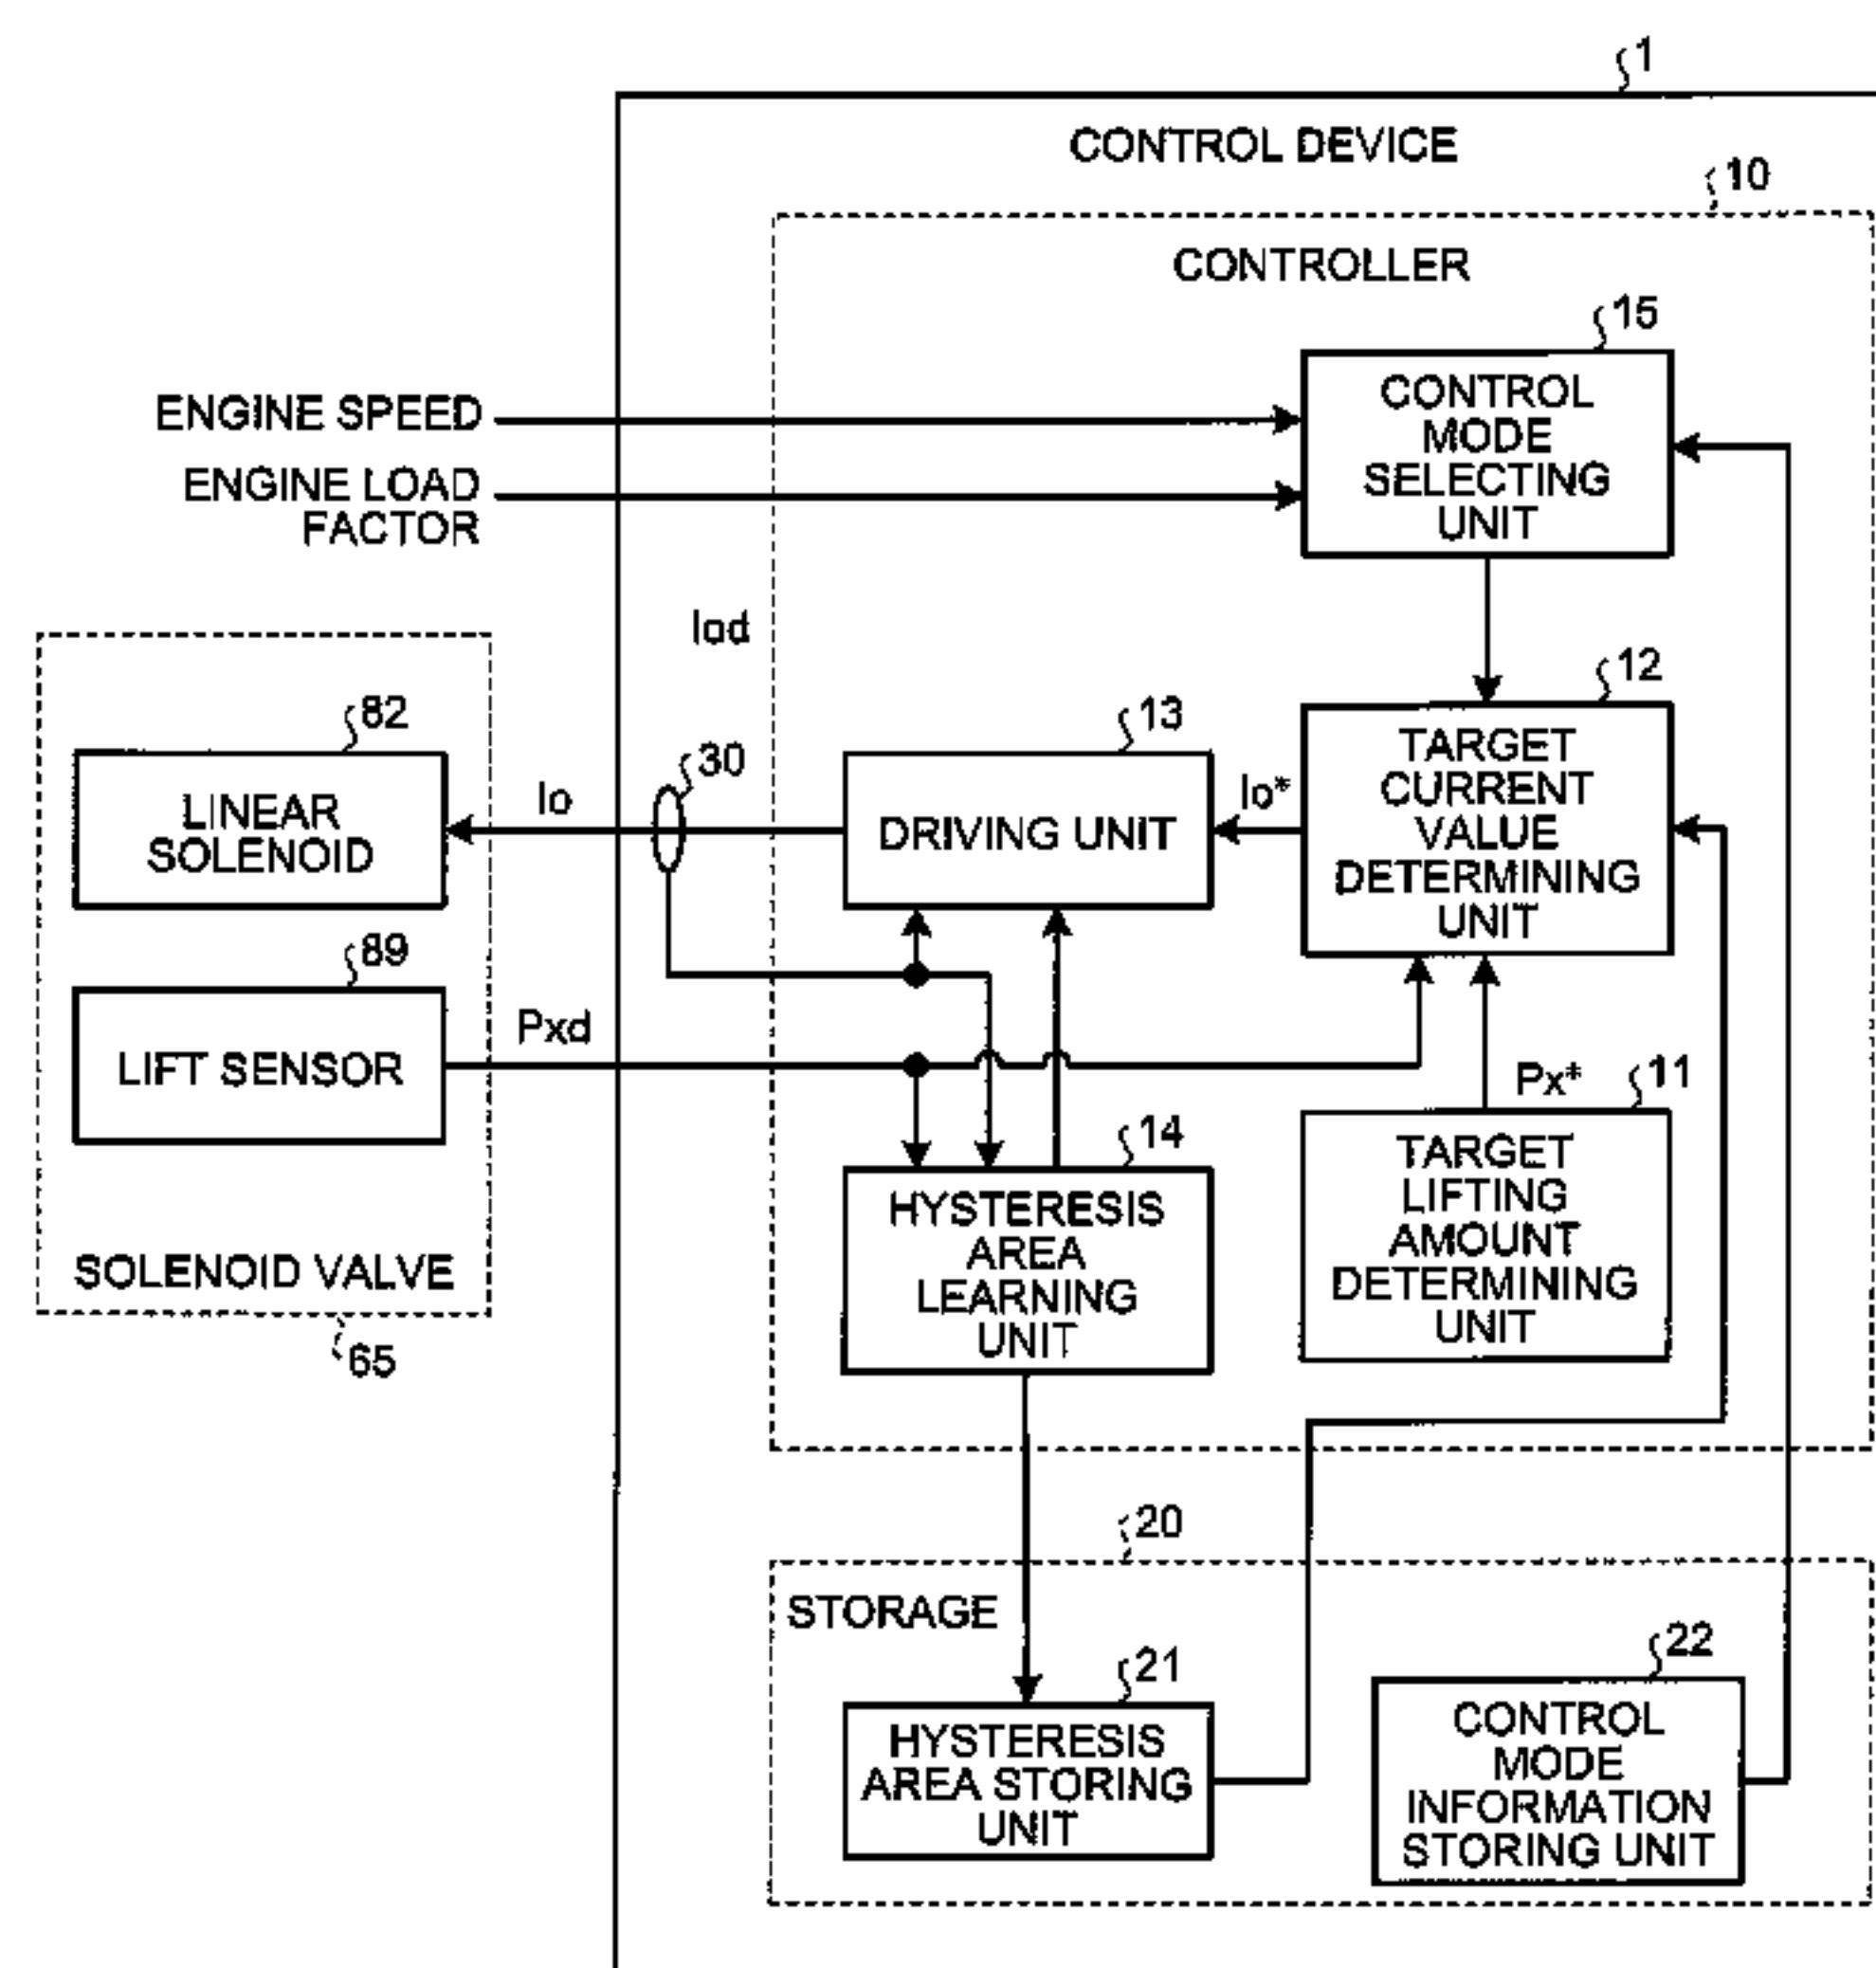 1
CONTROL DEVICE
10
CONTROLLER
15
CONTROL
MODE
SELECTING
UNIT
ENGINE SPEED
ENGINE LOAD
FACTOR
Iod
12
TARGET
CURRENT
VALUE
DETERMINING
UNIT
82
LINEAR
SOLENOID
Io
30
13
DRIVING UNIT
Io*
89
LIFT SENSOR
Pxd
SOLENOID VALVE
65
14
HYSTERESIS
AREA
LEARNING
UNIT
Px*
11
TARGET
LIFTING
AMOUNT
DETERMINING
UNIT
20
STORAGE
21
HYSTERESIS
AREA STORING
UNIT
22
CONTROL
MODE
INFORMATION
STORING UNIT